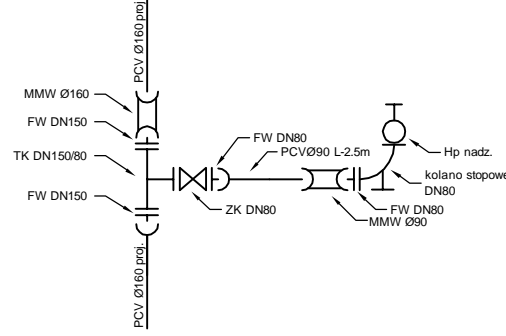 PCV Ø160 proj.
MMW Ø160
FW DN150
TK DN150/80
FW DN150
FW DN80
PCVØ90 L-2.5m
Hp nadz.
kolano stopowe
DN80
ZK DN80
FW DN80
MMW Ø90
PCV Ø160 proj.